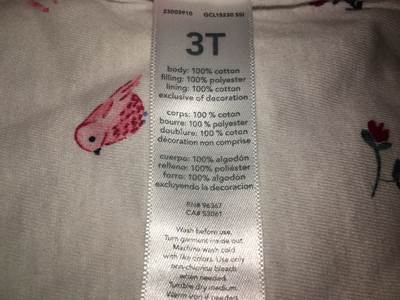 23003910 GCL15230 SSI
3T
body: 100% cotton
filling: 100% polyester
lining: 100% cotton
exclusive of decoration
corps: 100 % coton
bourre: 100 % polyester
doublure: 100 % coton
décoration non comprise
cuerpo: 100% algodón
relleno: 100% poliéster
forro: 100% algodón
excluyendo la decoracion
RN# 96367
CA# 53061
Wash before use.
Turn garment inside out.
Machine wash cold
with like colors. Use only
non-chlorine bleach
when needed.
Tumble dry medium.
Warm iron if needed